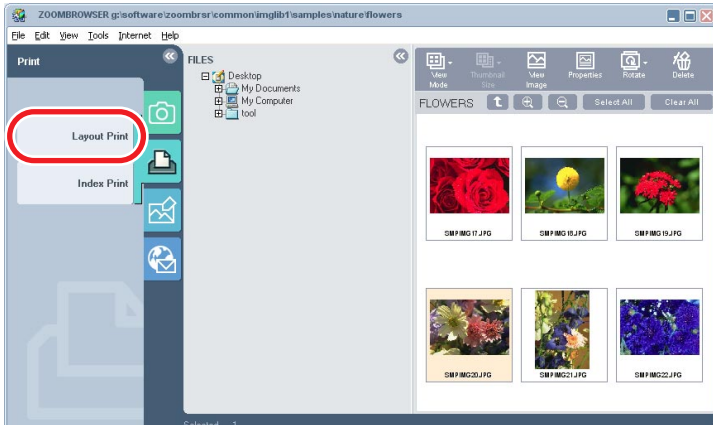 ZOOMBROWSER g:\software\zoombrsr\common\imglib1\samples\nature\flowers
File Edit View Tools Internet Help
Print
Layout Print
Index Print
FILES
Desktop
My Documents
My Computer
tool
View Mode
Thumbnail Size
View Image
Properties
Rotate
Delete
FLOWERS
Select All
Clear All
SMPIMG17.JPG
SMPIMG18.JPG
SMPIMG19.JPG
SMPIMG20.JPG
SMPIMG21.JPG
SMPIMG22.JPG
Selected 1